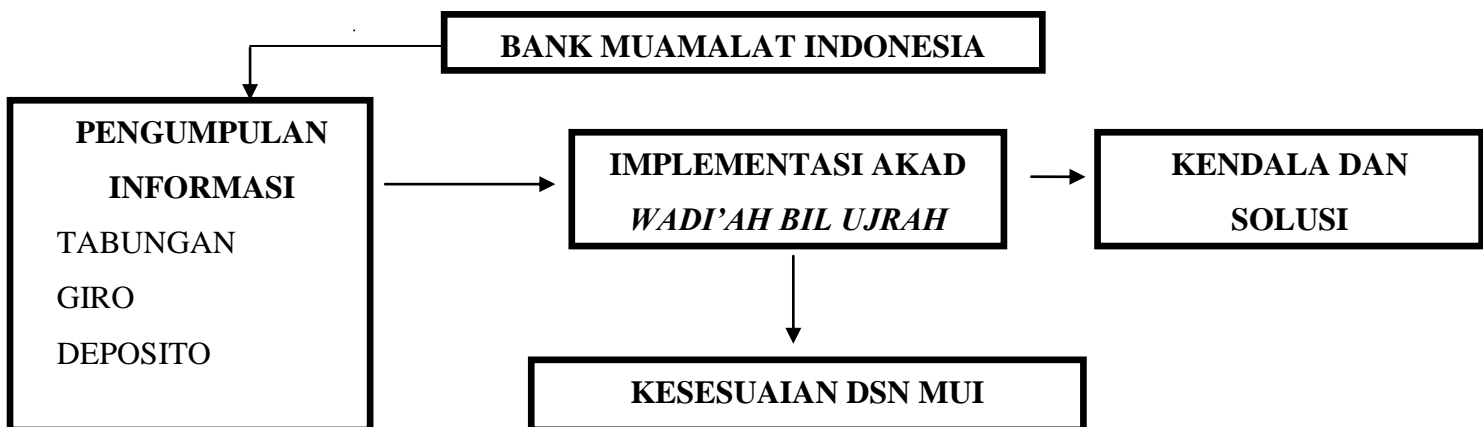 BANK MUAMALAT INDONESIA
PENGUMPULAN
INFORMASI
TABUNGAN
GIRO
DEPOSITO
IMPLEMENTASI AKAD
WADI’AH BIL UJRAH
KENDALA DAN
SOLUSI
KESESUAIAN DSN MUI